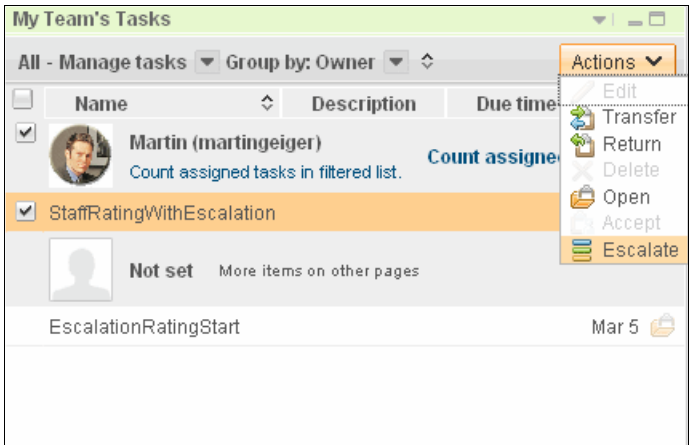 My Team's Tasks
All - Manage tasks Group by: Owner
Actions
Name Description Due time
Edit
Transfer
Return
Delete
Open
Accept
Escalate
Martin (martingeiger)
Count assigned tasks in filtered list.
Count assigne
StaffRatingWithEscalation
Not set More items on other pages
EscalationRatingStart Mar 5